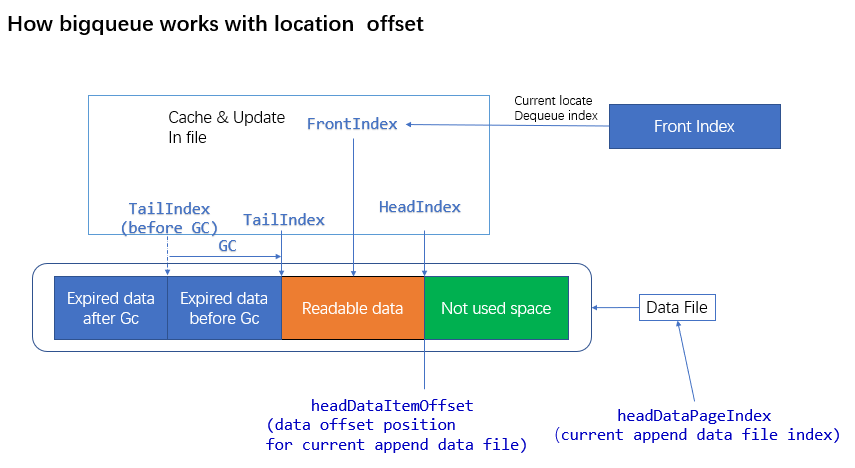 How bigqueue works with location  offset
Current locate
Dequeue index
Cache & Update
In file
FrontIndex
Front Index
TailIndex
(before GC)
TailIndex
HeadIndex
GC
Expired data
after Gc
Expired data
before Gc
Readable data
Not used space
Data File
headDataItemOffset
(data offset position
for current append data file)
headDataPageIndex
(current append data file index)